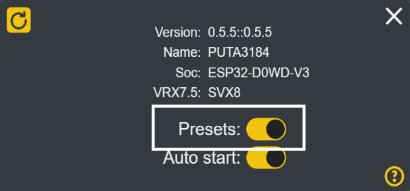 Version: 0.5.5::0.5.5
Name: PUTA3184
Soc: ESP32-D0WD-V3
VRX7.5: SVX8
Presets:
Auto start:
?